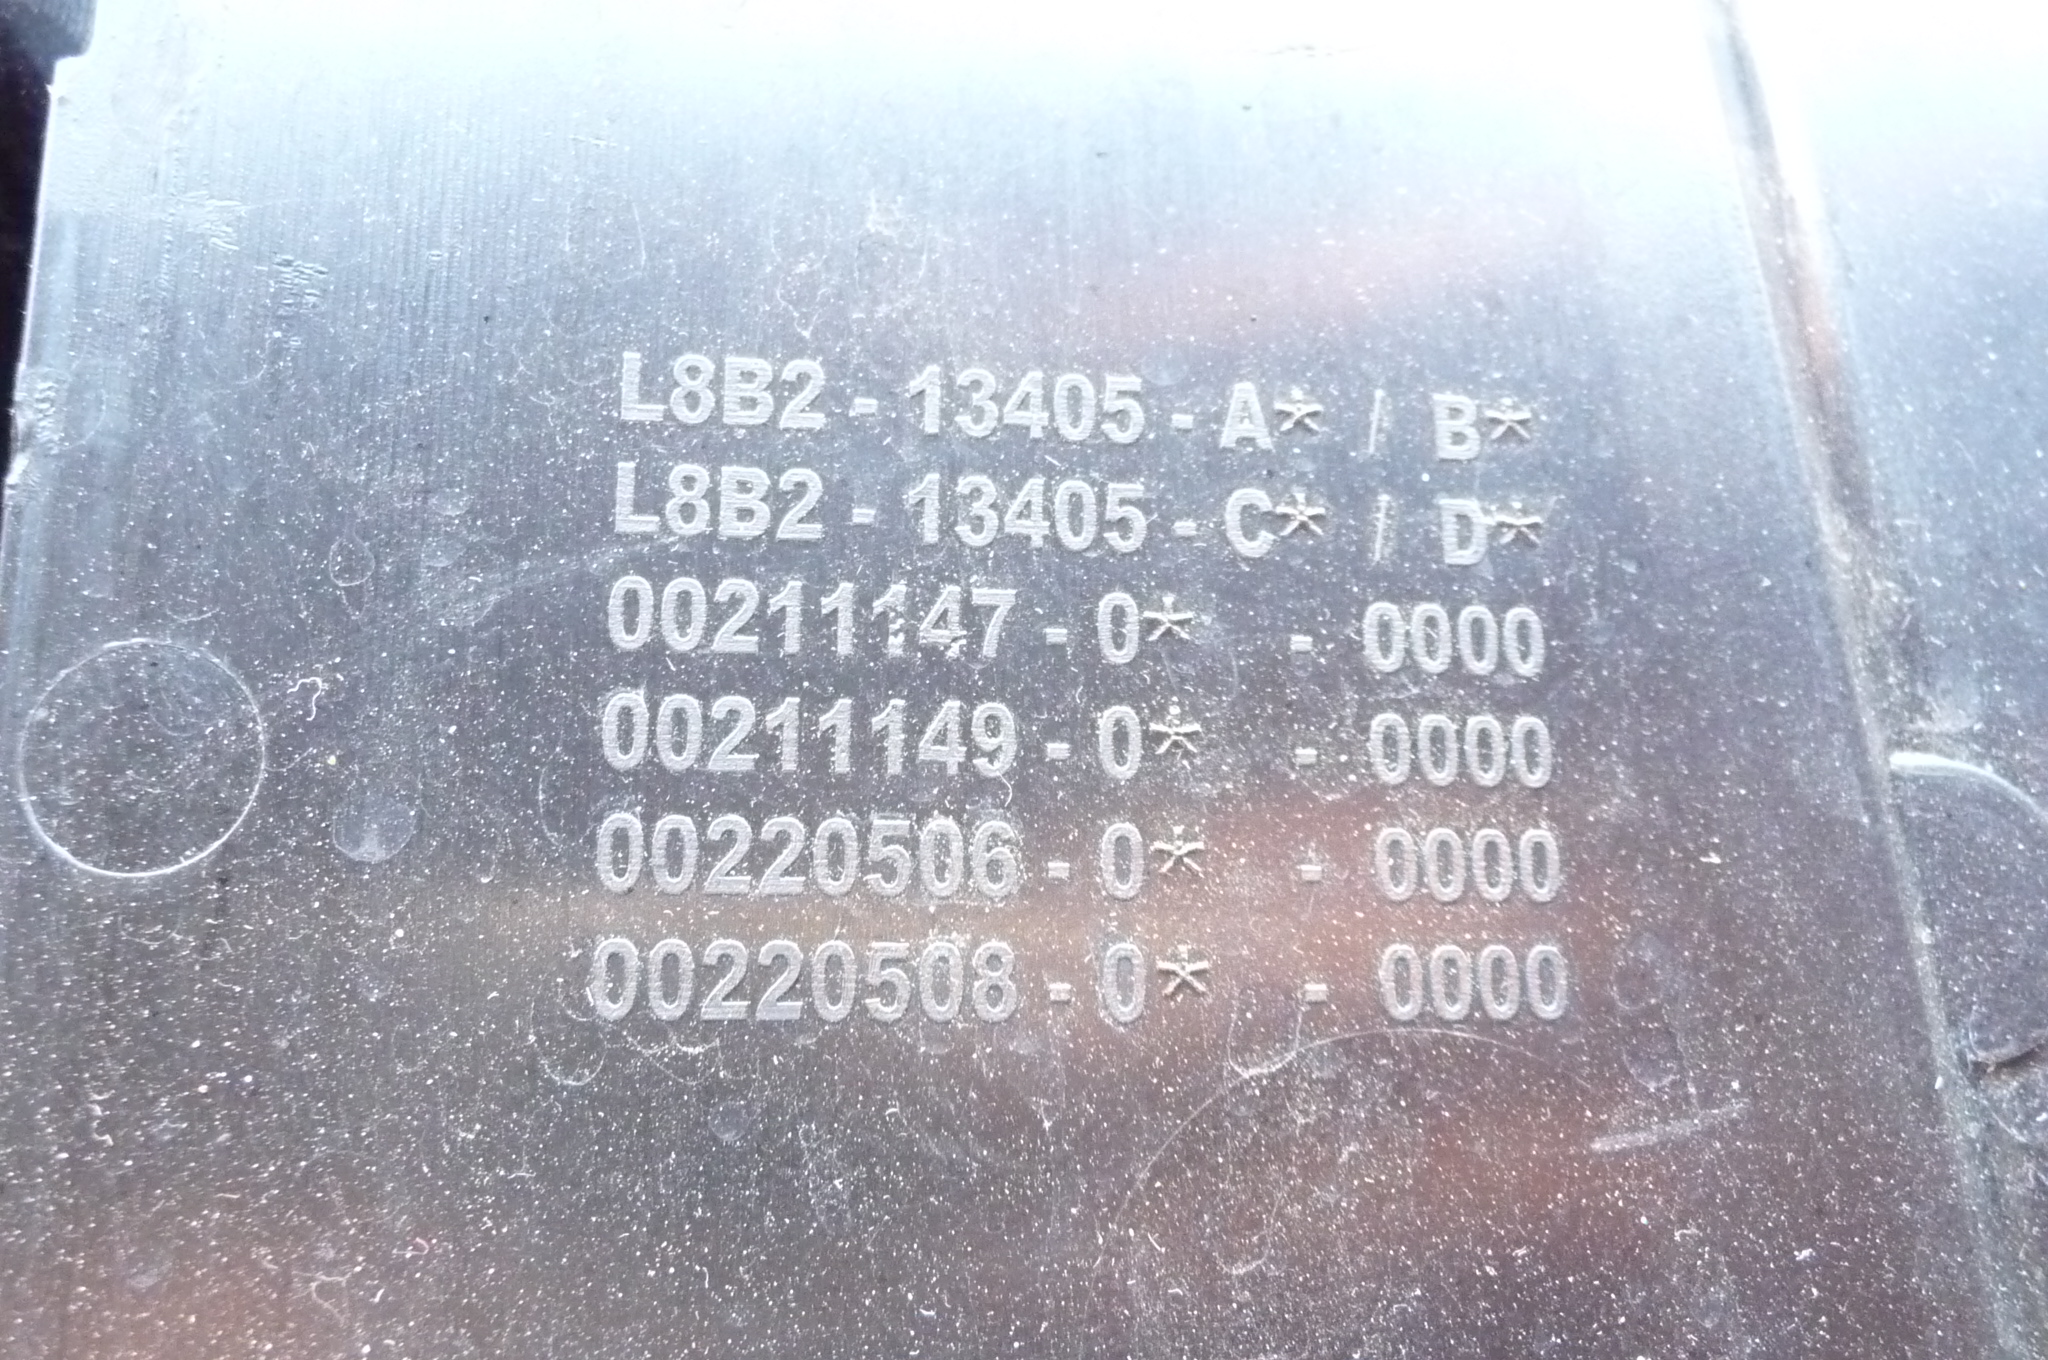 L8B2 - 13405 - A* / B*
L8B2 - 13405 - C* / D*
00211147 - 0* - 0000
00211149 - 0* - 0000
00220506 - 0* - 0000
00220508 - 0* - 0000